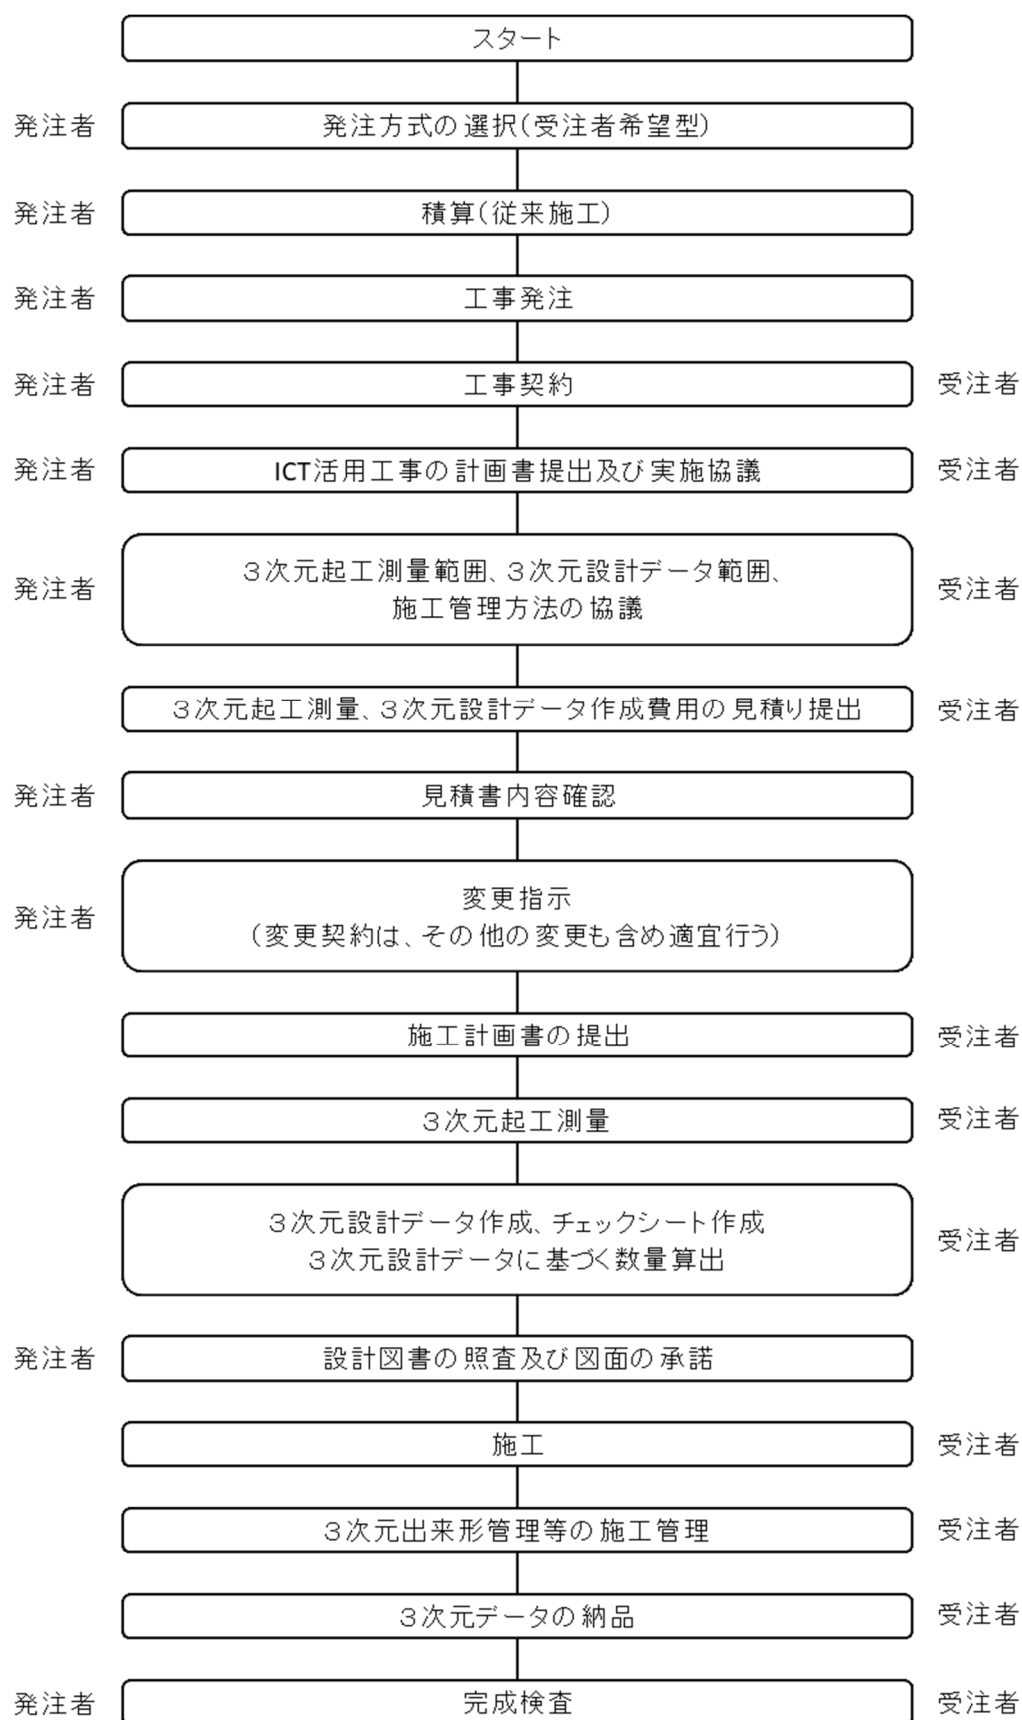 スタート
発注者 発注方式の選択(受注者希望型)
発注者 積算(従来施工)
発注者 工事発注
発注者 工事契約 受注者
発注者 ICT活用工事の計画書提出及び実施協議 受注者
３次元起工測量範囲、３次元設計データ範囲、
発注者 受注者
施工管理方法の協議
３次元起工測量、３次元設計データ作成費用の見積り提出 受注者
発注者 見積書内容確認
変更指示
発注者
(変更契約は、その他の変更も含め適宜行う)
施工計画書の提出 受注者
３次元起工測量 受注者
３次元設計データ作成、チェックシート作成
受注者
３次元設計データに基づく数量算出
発注者 設計図書の照査及び図面の承諾
施工 受注者
３次元出来形管理等の施工管理 受注者
３次元データの納品 受注者
発注者 完成検査 受注者